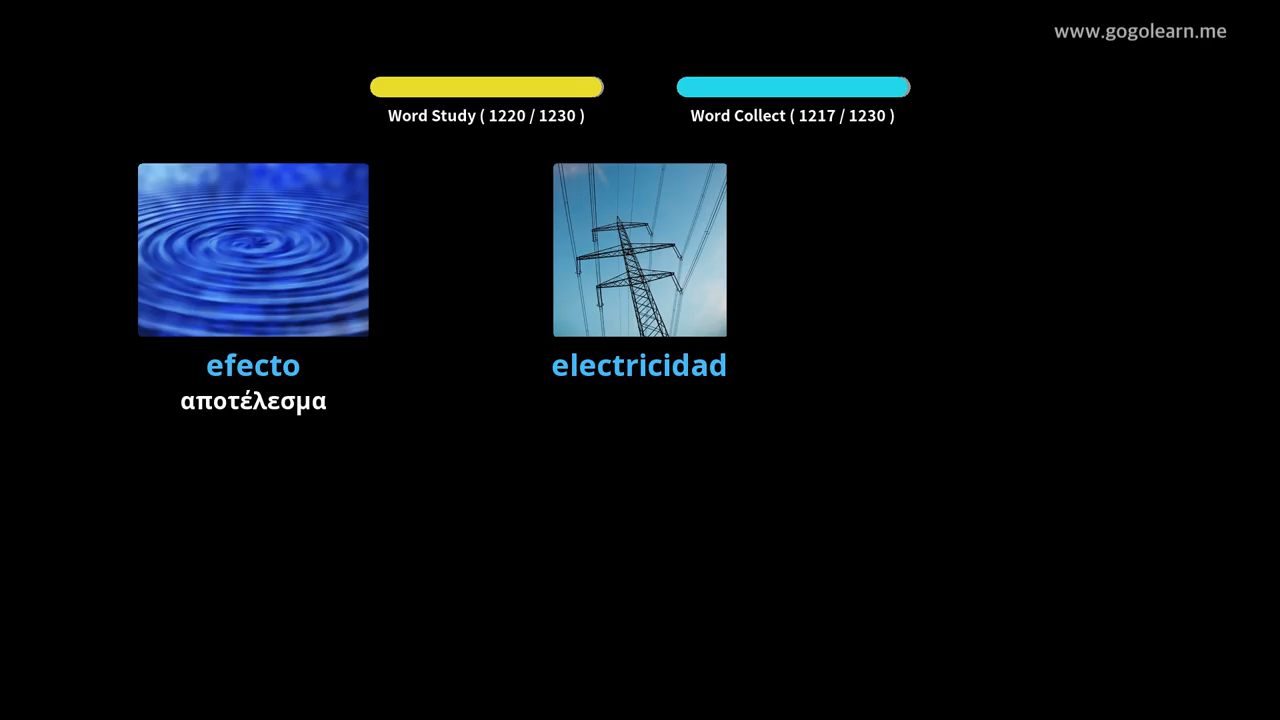 www.gogolearn.me
Word Study ( 1220 / 1230 )
Word Collect ( 1217 / 1230 )
efecto
αποτέλεσμα
electricidad